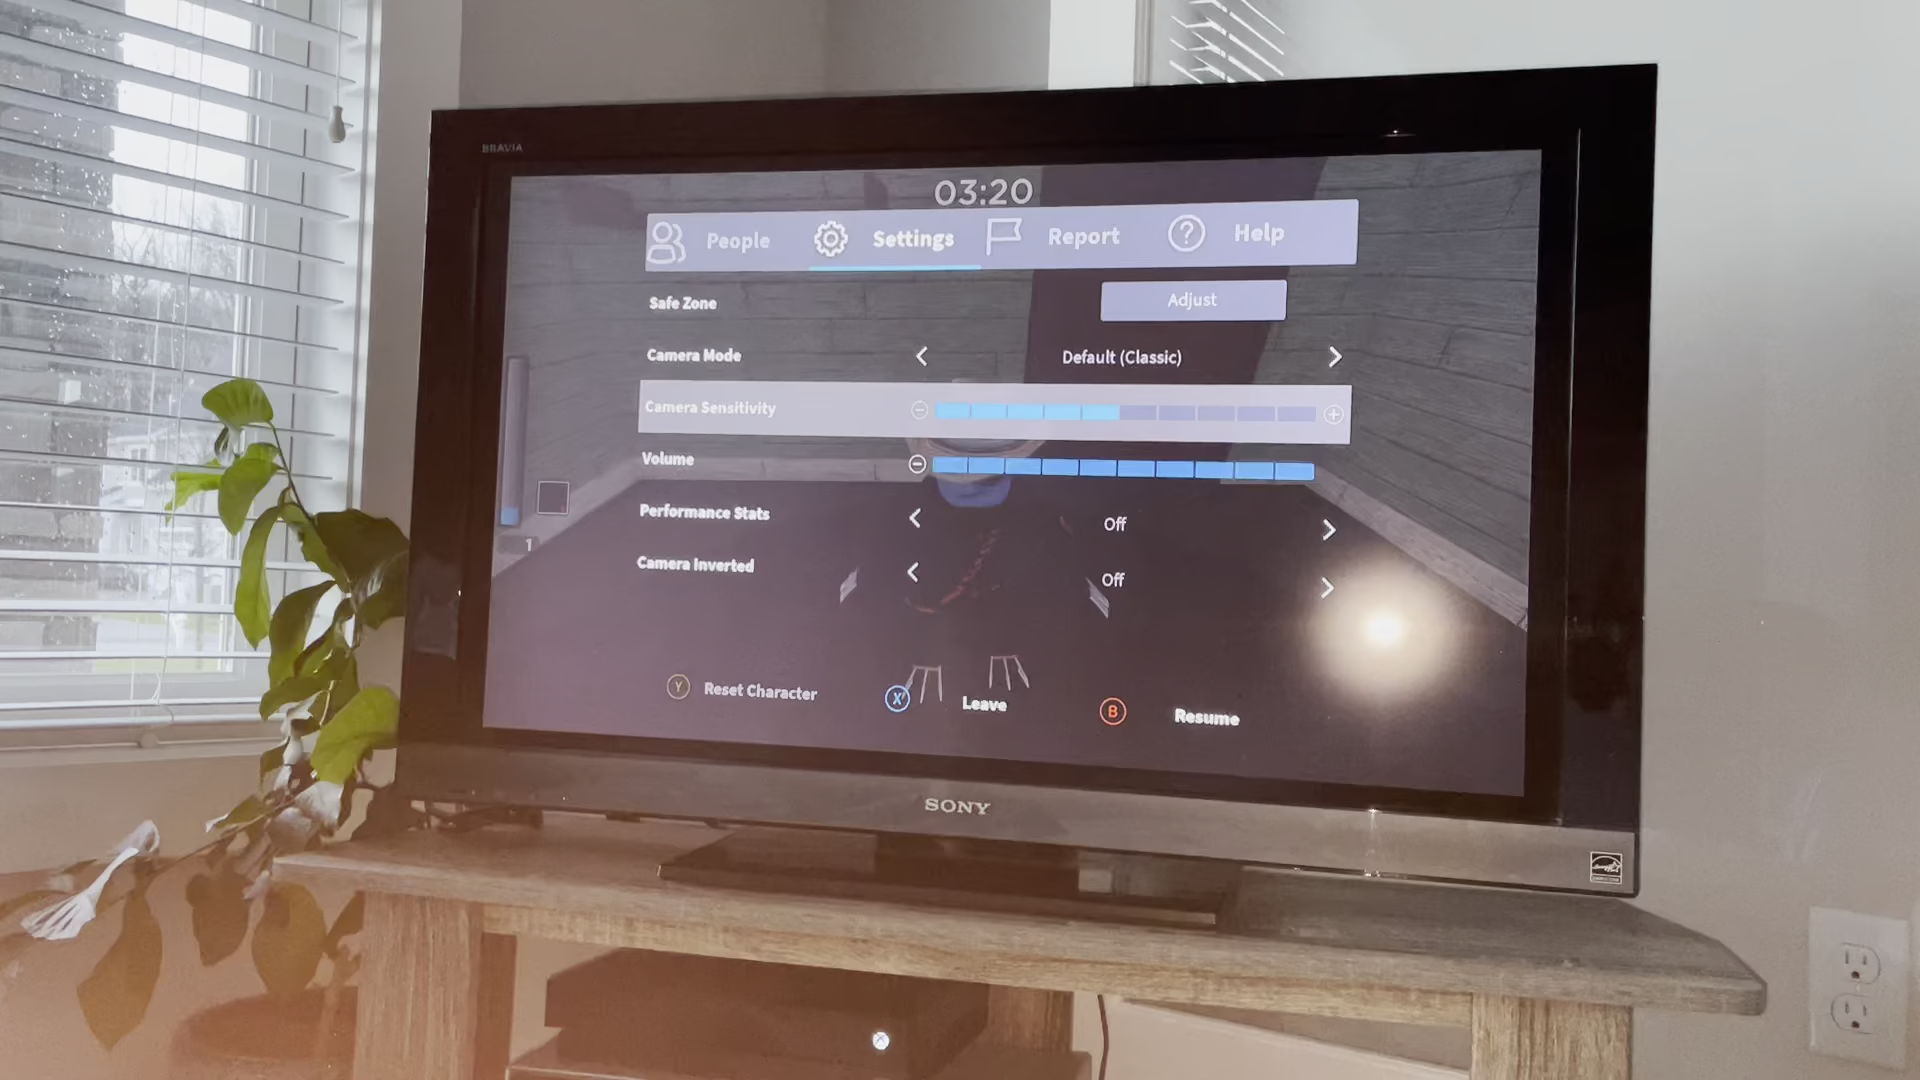 BRAVIA
03:20
People Settings Report Help
Safe Zone Adjust
Camera Mode Default (Classic)
Camera Sensitivity
Volume
Performance Stats Off
1
Camera Inverted Off
Y Reset Character X Leave B Resume
SONY